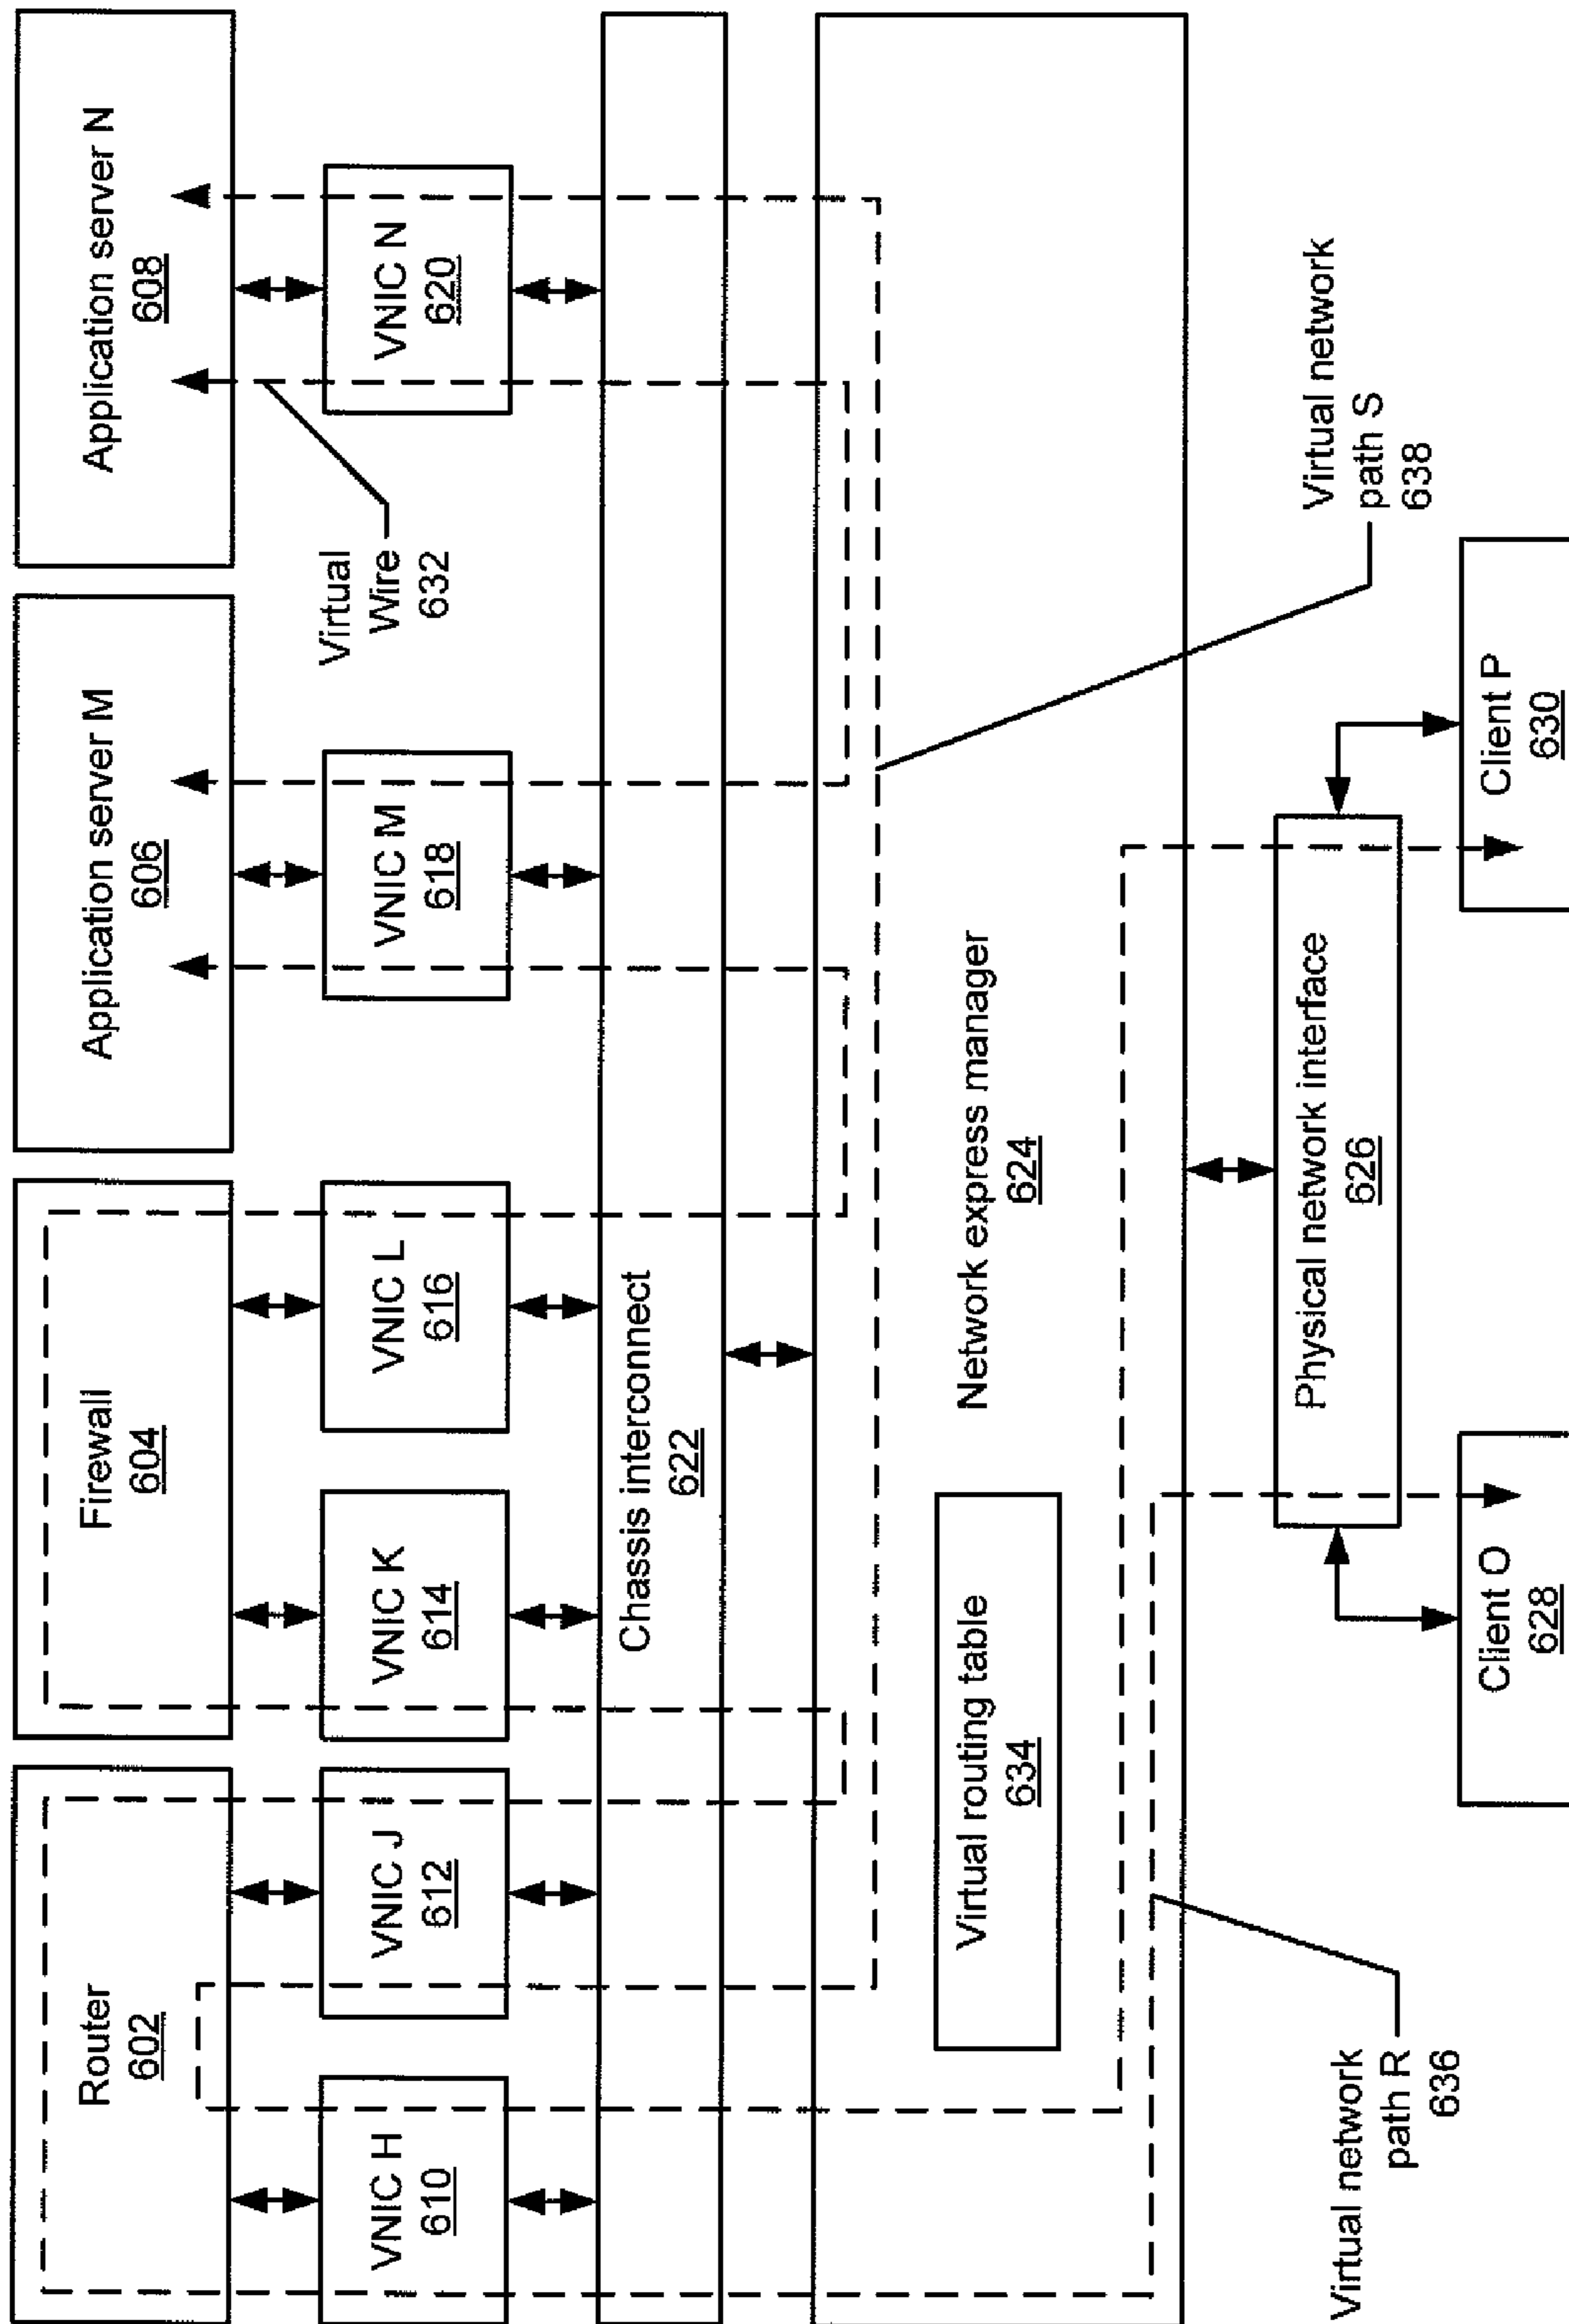 Router
602
Firewall
604
Application server M
606
Application server N
608
VNIC H
610
VNIC J
612
VNIC K
614
VNIC L
616
VNIC M
618
VNIC N
620
Virtual
Wire
632
Chassis interconnect
622
Virtual routing table
634
Network express manager
624
Physical network interface
626
Virtual network
path R
636
Virtual network
path S
638
Client O
628
Client P
630